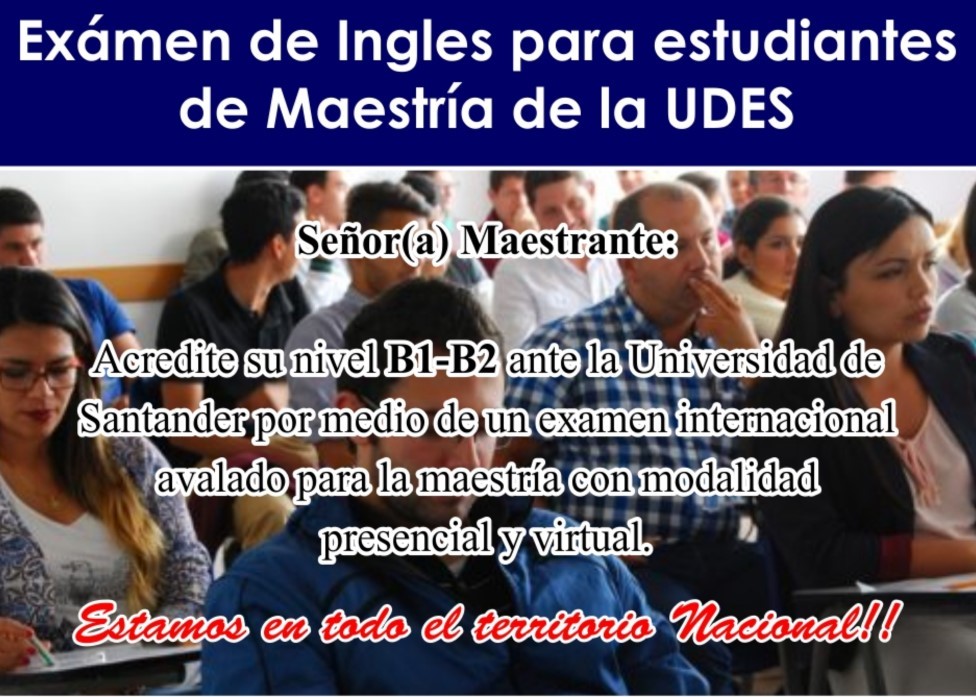 Exámen de Ingles para estudiantes
de Maestría de la UDES
Señor(a) Maestrante:
Acredite su nivel B1-B2 ante la Universidad de
Santander por medio de un examen internacional
avalado para la maestría con modalidad
presencial y virtual.
Estamos en todo el territorio Nacional!!